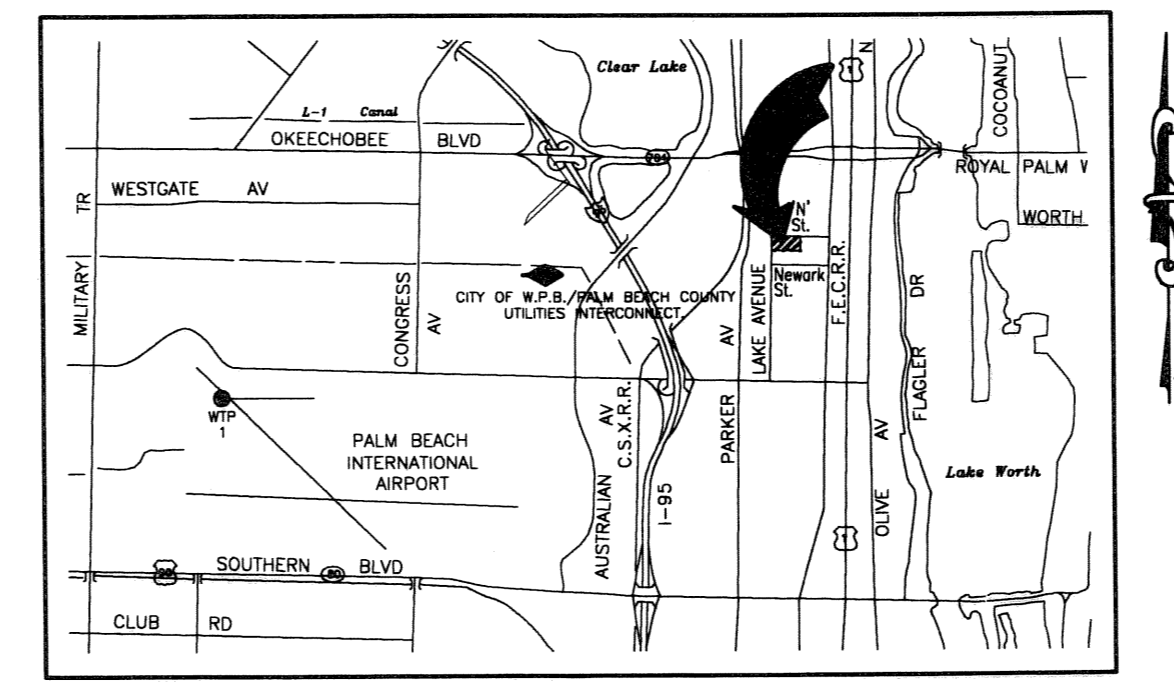 Clear Lake
L-1 Canal
OKEECHOBEE BLVD
1
N
COCOANUT
ROYAL PALM W
WESTGATE AV
WORTH
MILITARY TR
'N'
St.
Newark
St.
LAKE AVENUE
F.E.C.R.R.
CONGRESS AV
CITY OF W.P.B./PALM BEACH COUNTY
UTILITIES INTERCONNECT.
PARKER AV
FLAGLER DR
WTP
1
PALM BEACH
INTERNATIONAL
AIRPORT
AUSTRALIAN AV
C.S.X.R.R.
I-95
OLIVE AV
Lake Worth
1
SOUTHERN BLVD
80
CLUB RD